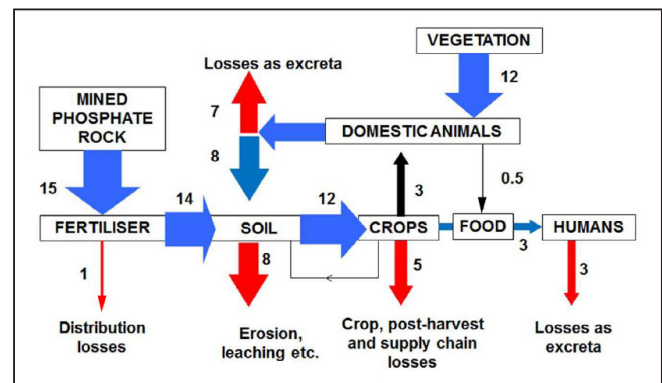 VEGETATION
Losses as excreta
12
MINED
PHOSPHATE
ROCK
7
DOMESTIC ANIMALS
8
15
14
12
3
0.5
FERTILISER
SOIL
CROPS
FOOD
HUMANS
3
1
8
5
3
Distribution
losses
Erosion,
leaching etc.
Crop, post-harvest
and supply chain
losses
Losses as
excreta